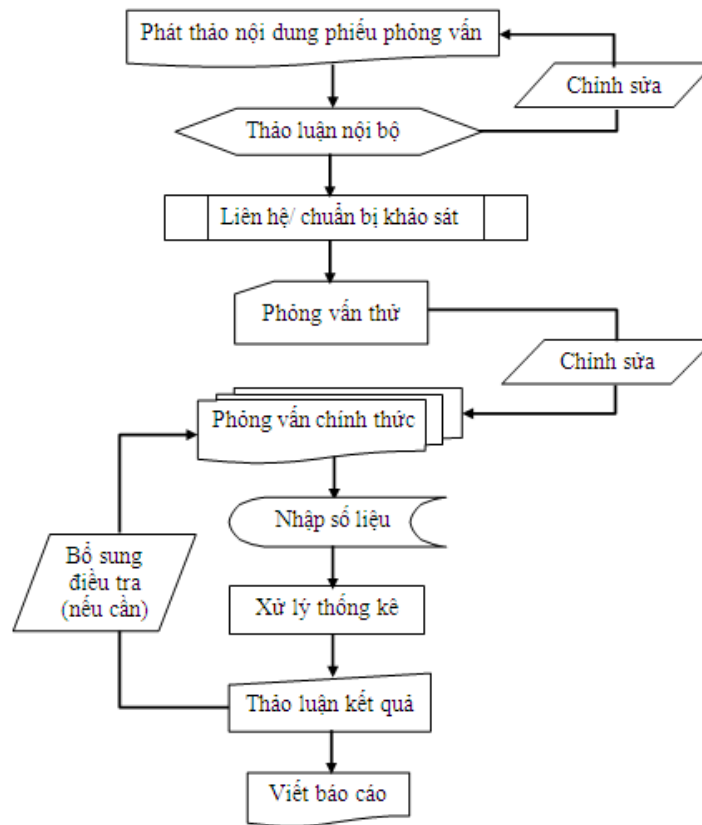 Phát thảo nội dung phiếu phỏng vấn
Chỉnh sửa
Thảo luận nội bộ
Liên hệ/ chuẩn bị khảo sát
Phỏng vấn thử
Chỉnh sửa
Phỏng vấn chính thức
Nhập số liệu
Bổ sung
điều tra
(nếu cần)
Xử lý thống kê
Thảo luận kết quả
Viết báo cáo